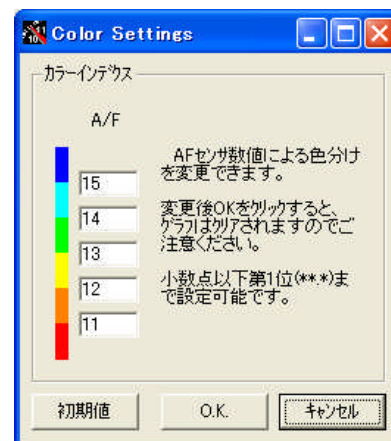 Color Settings
カラーインデクス
A/F
15
14
13
12
11
AFセンサ数値による色分け
を変更できます。
変更後OKをクリックすると、
グラフはクリアされますのでご
注意ください。
小数点以下第1位(**.*)ま
で設定可能です。
初期値
O.K.
キャンセル